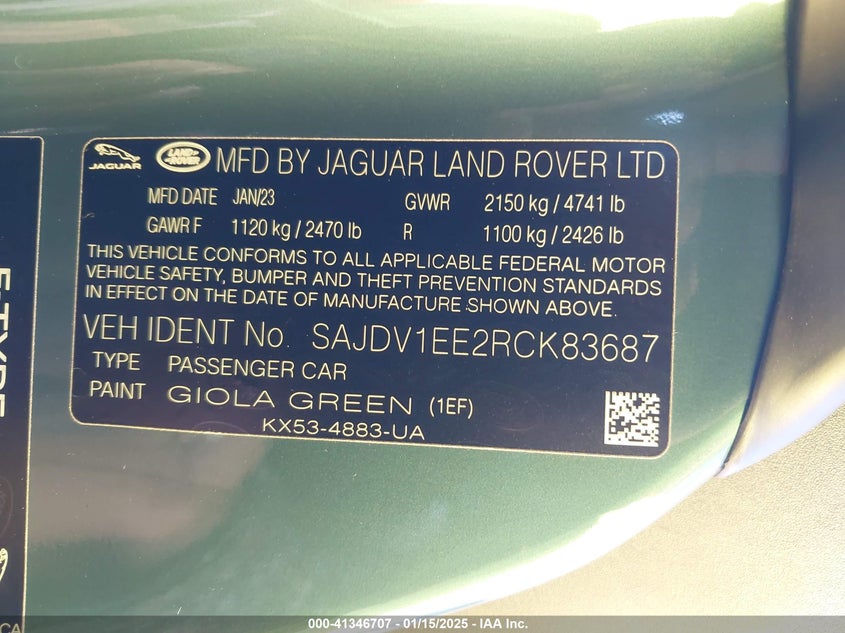 JAGUAR LAND ROVER MFD BY JAGUAR LAND ROVER LTD
MFD DATE JAN/23 GVWR 2150 kg / 4741 lb
GAWR F 1120 kg / 2470 lb R 1100 kg / 2426 lb
THIS VEHICLE CONFORMS TO ALL APPLICABLE FEDERAL MOTOR
VEHICLE SAFETY, BUMPER AND THEFT PREVENTION STANDARDS
IN EFFECT ON THE DATE OF MANUFACTURE SHOWN ABOVE.
VEH IDENT No. SAJDV1EE2RCK83687
TYPE PASSENGER CAR
PAINT GIOLA GREEN (1EF)
KX53-4883-UA
F-TYPE
CA
000-41346707 - 01/15/2025 - IAA Inc.